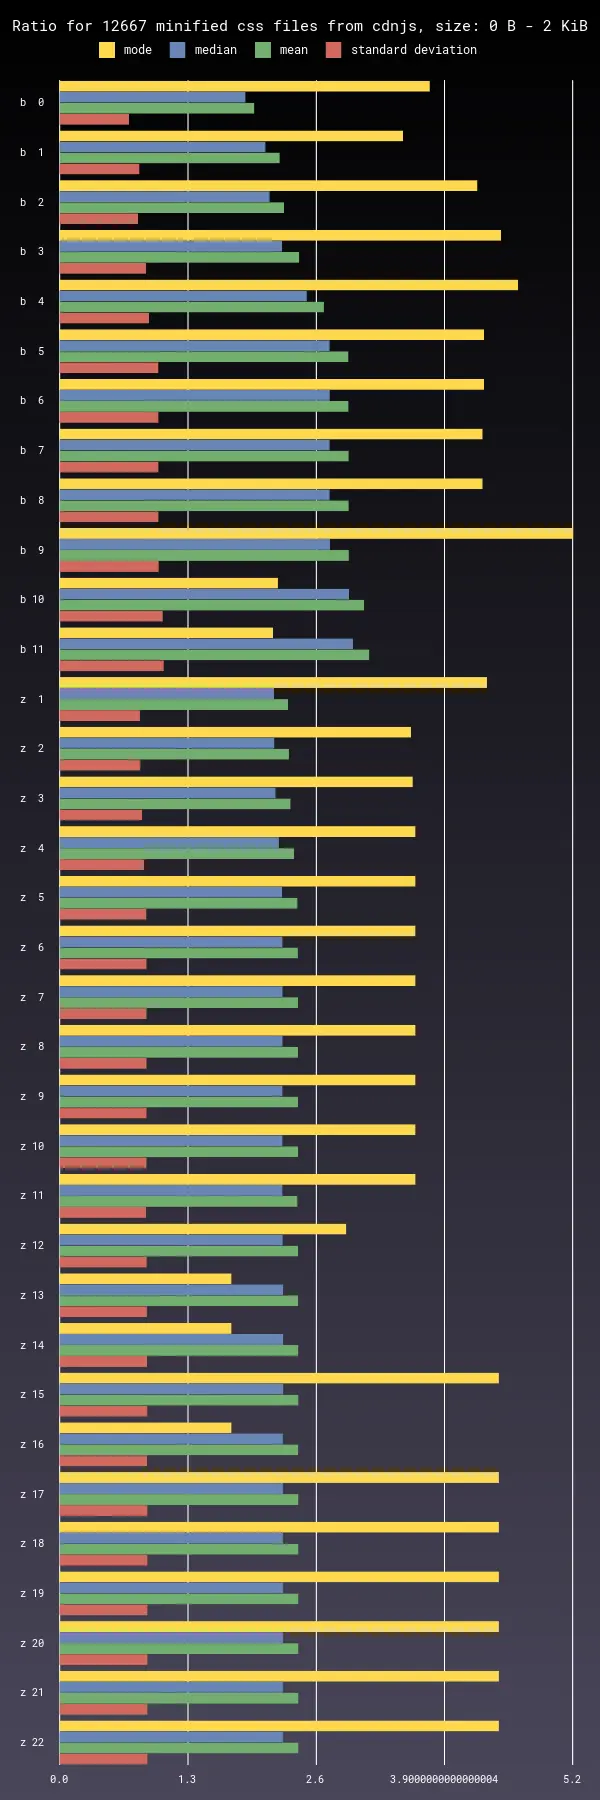 Ratio for 12667 minified css files from cdnjs, size: 0 B - 2 KiB
mode median mean standard deviation
b 0
b 1
b 2
b 3
b 4
b 5
b 6
b 7
b 8
b 9
b 10
b 11
z 1
z 2
z 3
z 4
z 5
z 6
z 7
z 8
z 9
z 10
z 11
z 12
z 13
z 14
z 15
z 16
z 17
z 18
z 19
z 20
z 21
z 22
0.0 1.3 2.6 3.9000000000000004 5.2